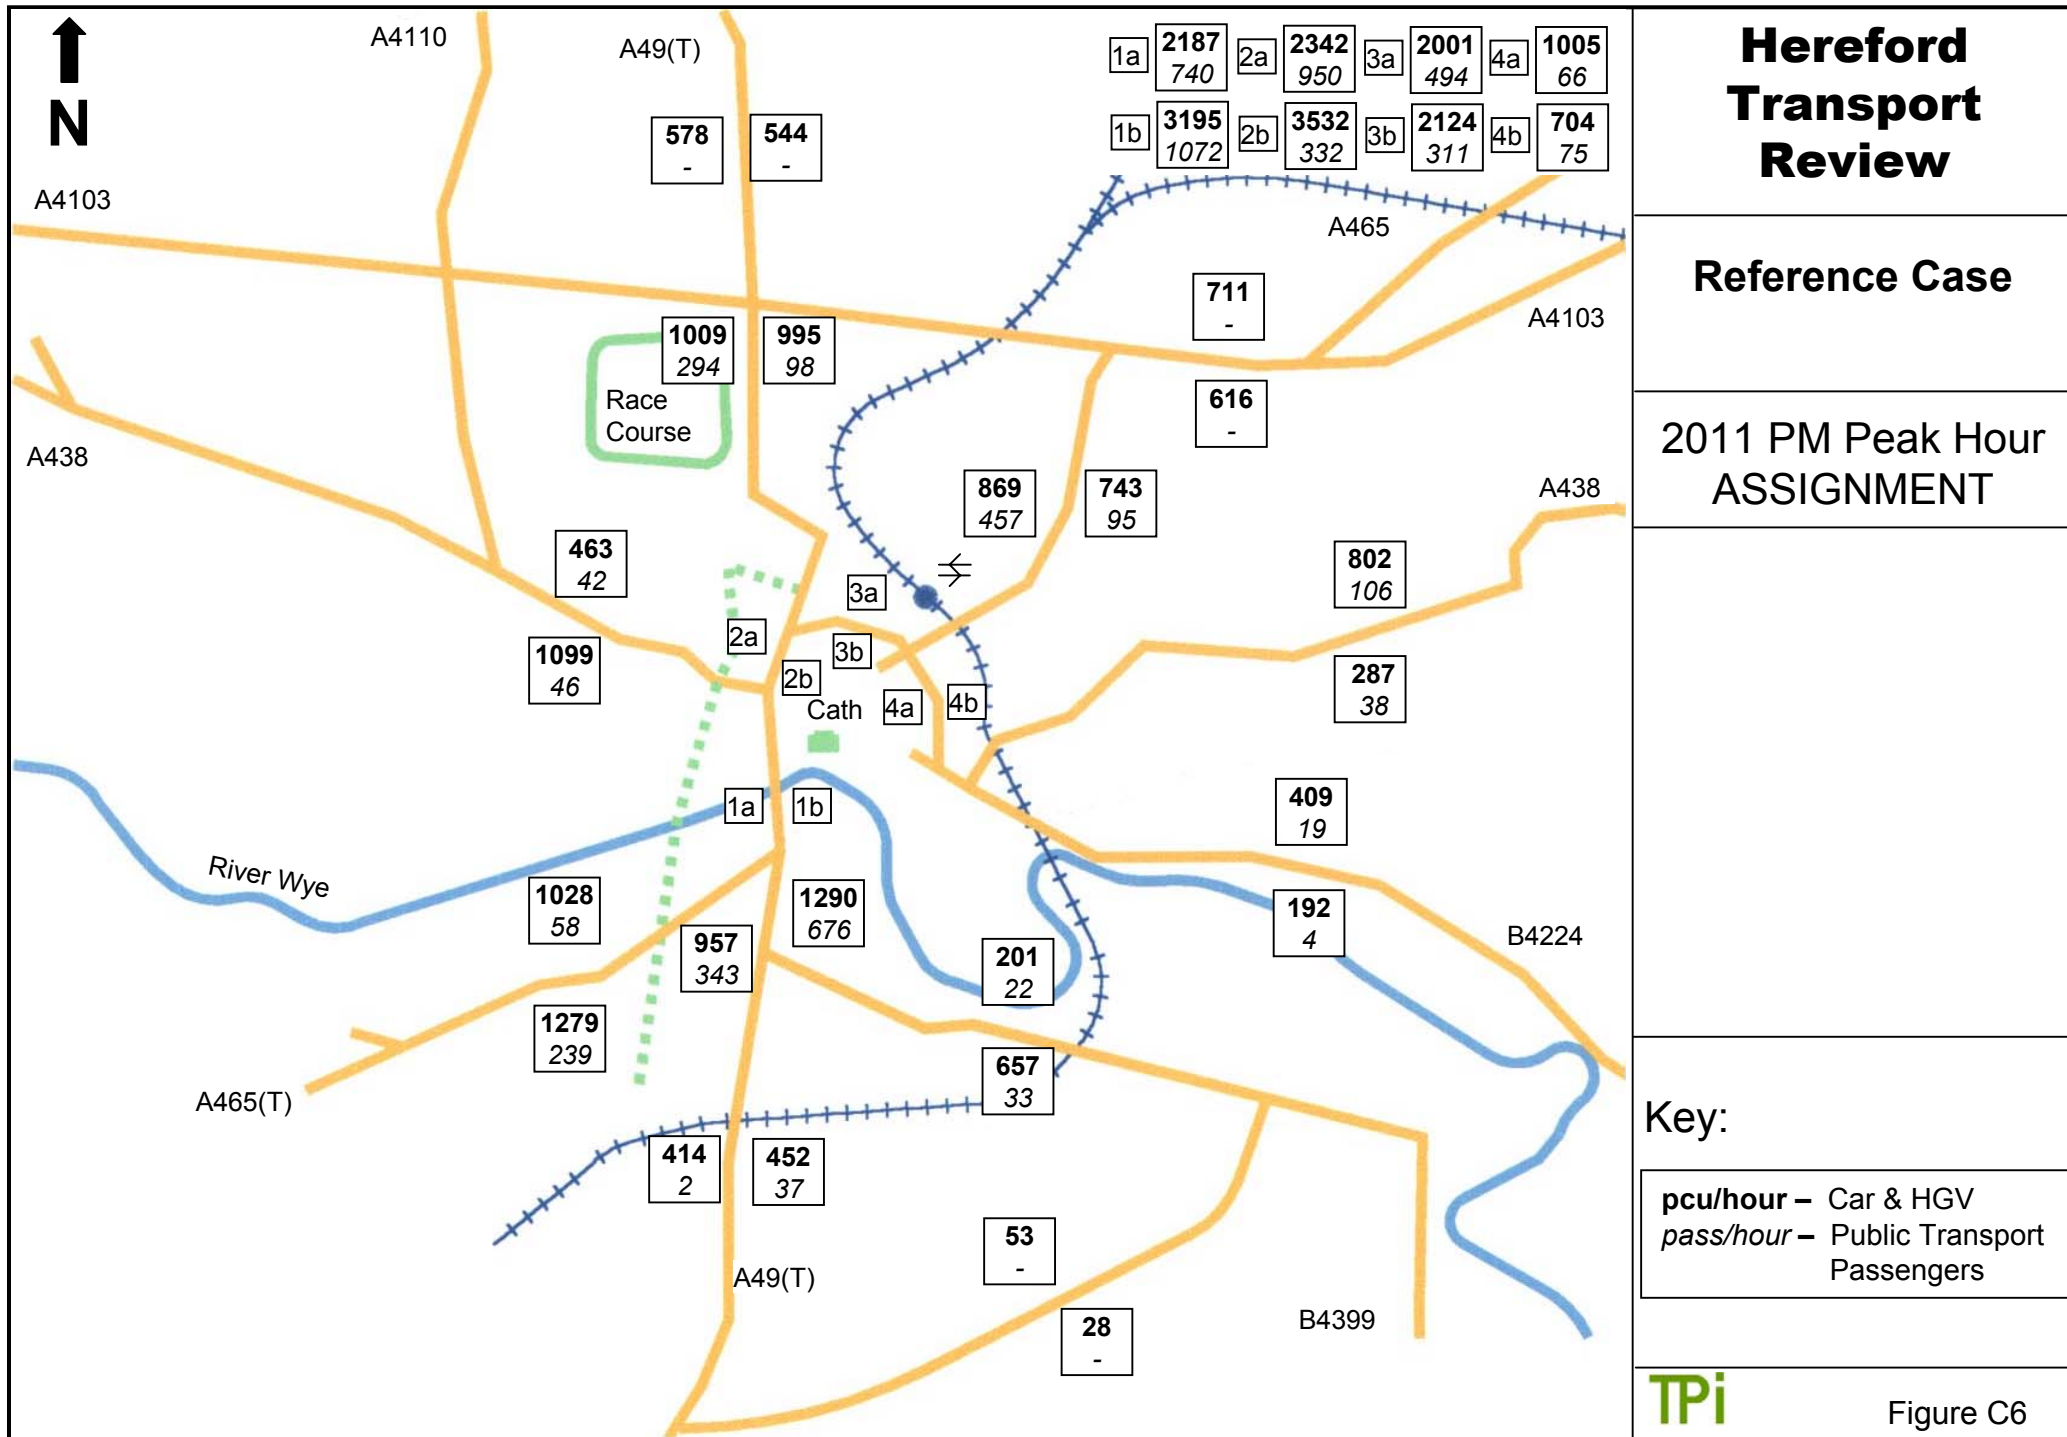 N
A4110
A49(T)
1a 2187 2a 2342 3a 2001 4a 1005
740 950 494 66
1b 3195 2b 3532 3b 2124 4b 704
1072 332 311 75
578 544
- -
A4103
A465
711
-
A4103
1009 995
294 98
Race
Course
616
-
A438
869 743
457 95
A438
463
42
802
106
3a
2a
3b
1099
46
2b
287
38
4a
4b
Cath
409
19
1a
1b
River Wye
1028
58
1290
676
192
4
957
343
B4224
201
22
1279
239
657
33
A465(T)
414 452
2 37
53
-
A49(T)
28
-
B4399
Hereford
Transport
Review
Reference Case
2011 PM Peak Hour
ASSIGNMENT
Key:
pcu/hour – Car & HGV
pass/hour – Public Transport
Passengers
TPi
Figure C6